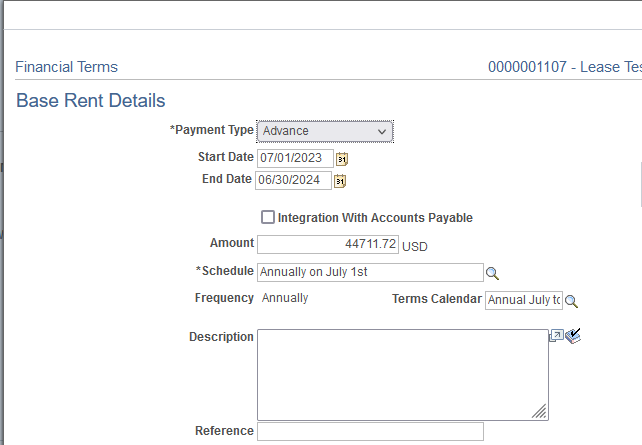 Financial Terms 0000001107 - Lease Tes
Base Rent Details
*Payment Type Advance
Start Date 07/01/2023 31
End Date 06/30/2024 31
Integration With Accounts Payable
Amount 44711.72 USD
*Schedule Annually on July 1st
Frequency Annually Terms Calendar Annual July to
Description
Reference